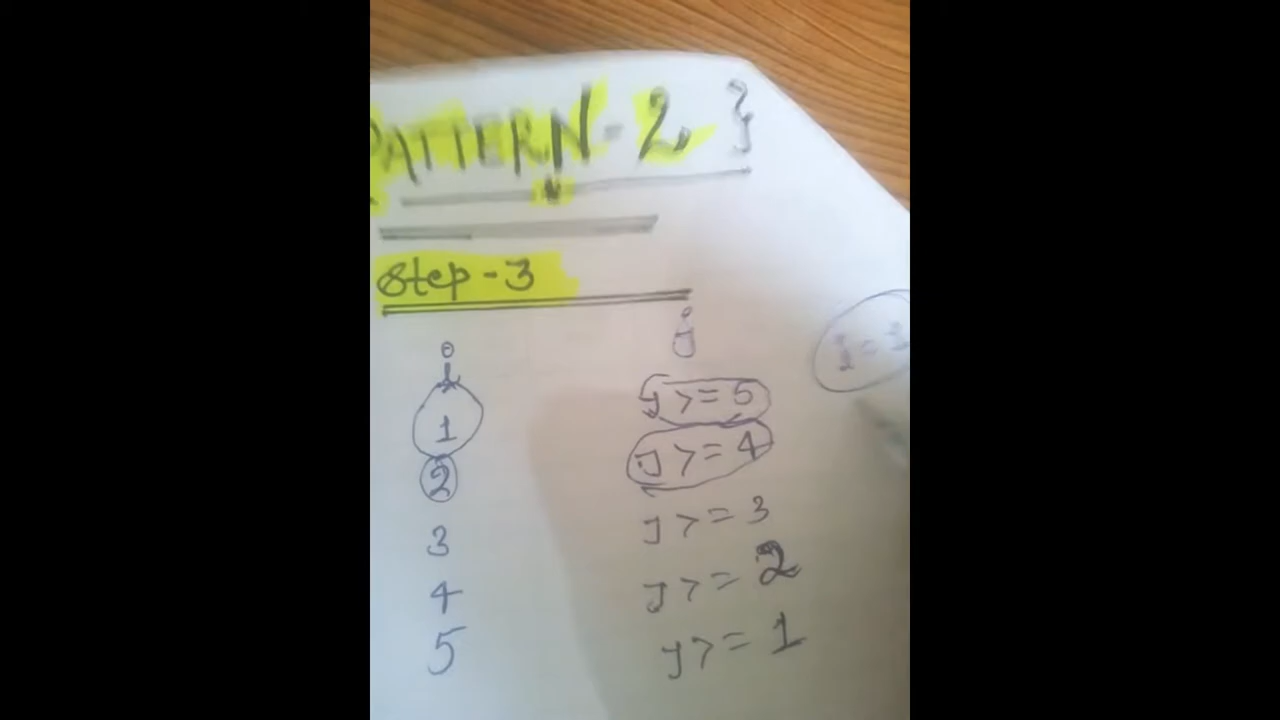 PATTERN-2 }
Step-3
i j
1 j >= 5
2 j >= 4
3 j >= 3
4 j >= 2
5 j >= 1